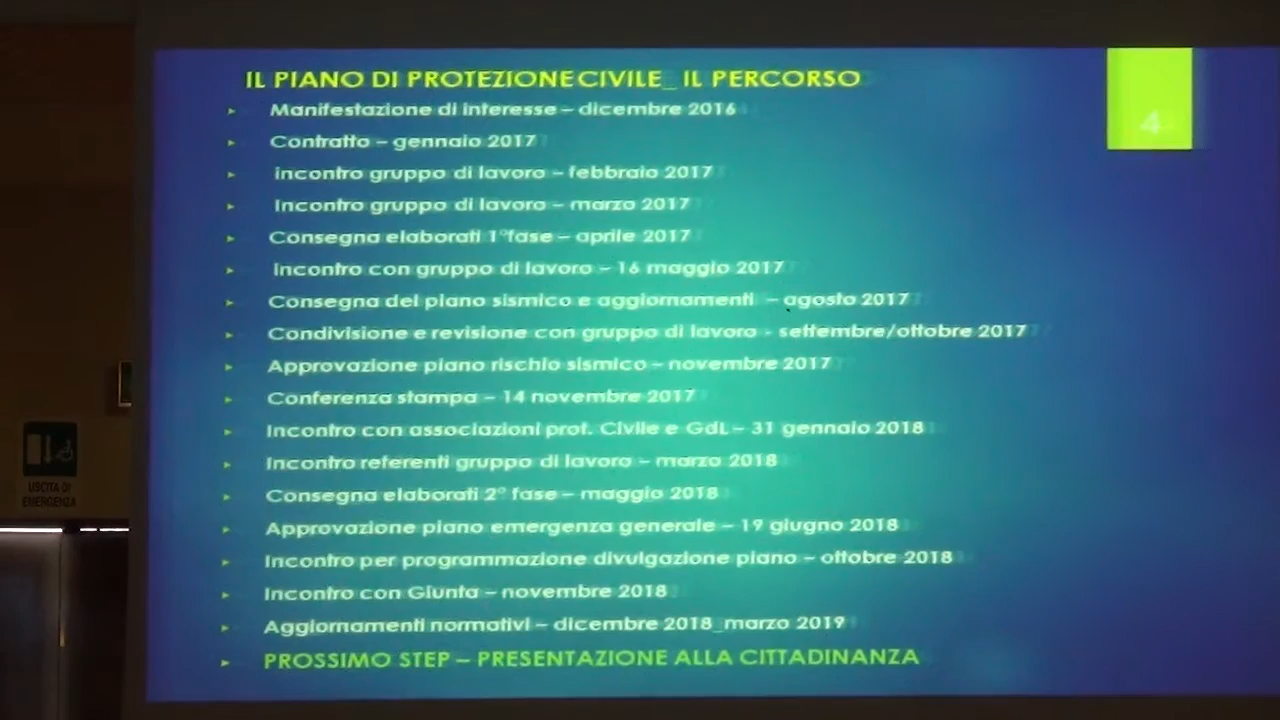 IL PIANO DI PROTEZIONE CIVILE_ IL PERCORSO
4
Manifestazione di interesse – dicembre 2016
Contratto – gennaio 2017
incontro gruppo di lavoro – febbraio 2017
Incontro gruppo di lavoro – marzo 2017
Consegna elaborati 1°fase – aprile 2017
Incontro con gruppo di lavoro – 16 maggio 2017
Consegna del piano sismico e aggiornamenti – agosto 2017
Condivisione e revisione con gruppo di lavoro - settembre/ottobre 2017
Approvazione piano rischio sismico – novembre 2017
Conferenza stampa – 14 novembre 2017
Incontro con associazioni prot. Civile e GdL – 31 gennaio 2018
Incontro referenti gruppo di lavoro – marzo 2018
Consegna elaborati 2° fase – maggio 2018
Approvazione piano emergenza generale – 19 giugno 2018
Incontro per programmazione divulgazione piano – ottobre 2018
Incontro con Giunta – novembre 2018
Aggiornamenti normativi – dicembre 2018_marzo 2019
PROSSIMO STEP – PRESENTAZIONE ALLA CITTADINANZA
USCITA DI
EMERGENZA